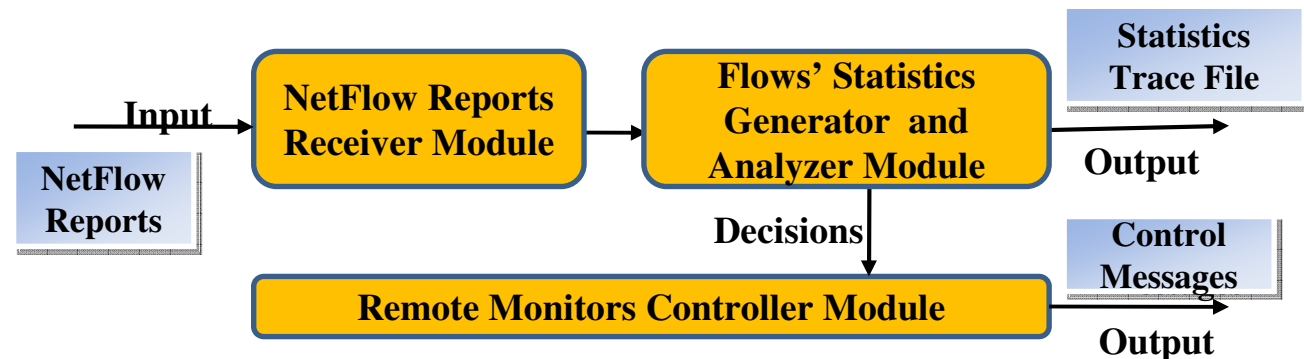 Input
NetFlow
Reports
NetFlow Reports
Receiver Module
Flows’ Statistics
Generator and
Analyzer Module
Statistics
Trace File
Output
Decisions
Remote Monitors Controller Module
Control
Messages
Output